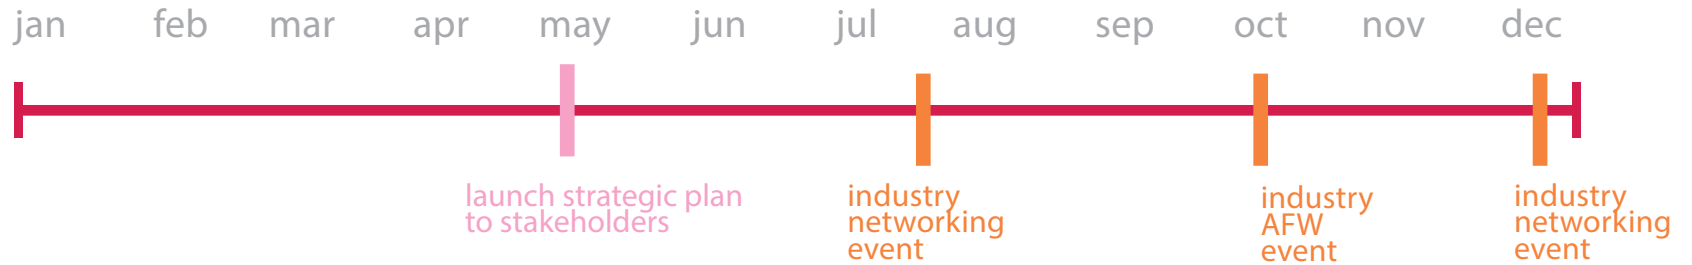 jan feb mar apr may jun jul aug sep oct nov dec
launch strategic plan
to stakeholders
industry
networking
event
industry
AFW
event
industry
networking
event